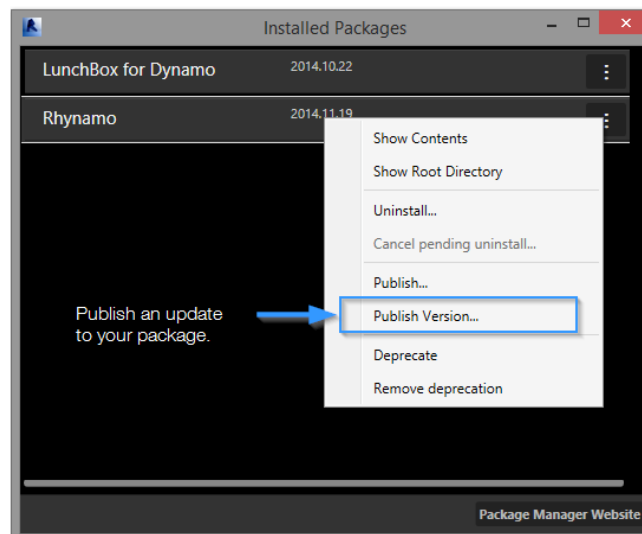 Installed Packages
LunchBox for Dynamo 2014.10.22
Rhynamo 2014.11.19
Show Contents
Show Root Directory
Uninstall...
Cancel pending uninstall...
Publish...
Publish an update
to your package.
Publish Version...
Deprecate
Remove deprecation
Package Manager Website